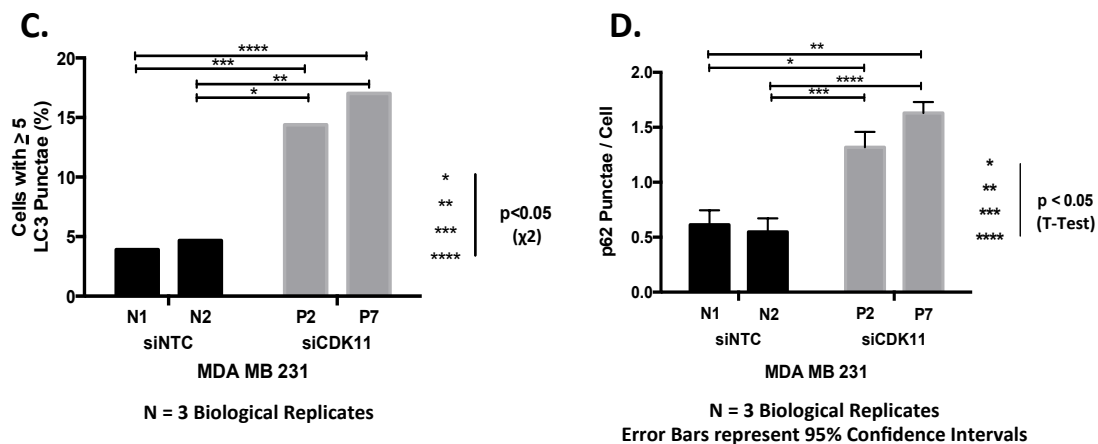 C.
Cells with ≥ 5
LC3 Punctae (%)
20
15
10
5
0
****
***
**
*
N1 N2 P2 P7
siNTC siCDK11
MDA MB 231
N = 3 Biological Replicates
*
**
***
****
p<0.05
(χ2)
D.
p62 Punctae / Cell
2.0
1.5
1.0
0.5
0.0
**
*
****
***
N1 N2 P2 P7
siNTC siCDK11
MDA MB 231
N = 3 Biological Replicates
Error Bars represent 95% Confidence Intervals
*
**
***
****
p < 0.05
(T-Test)